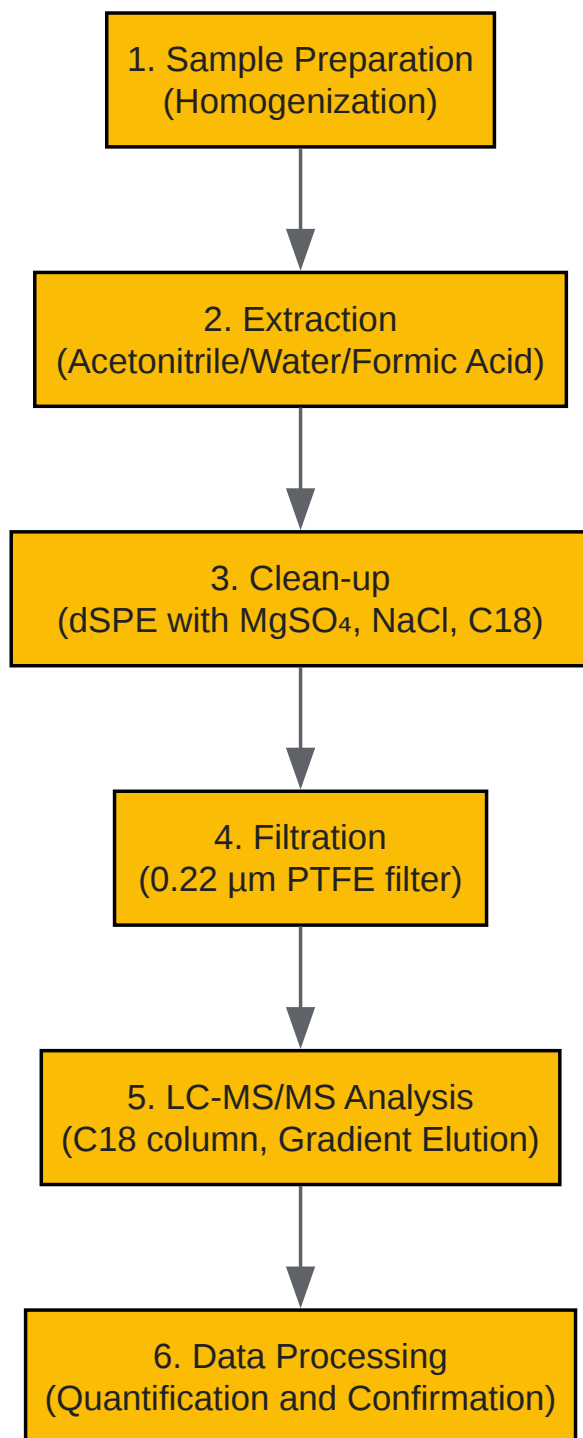 1. Sample Preparation
(Homogenization)
2. Extraction
(Acetonitrile/Water/Formic Acid)
3. Clean-up
(dSPE with MgSO₄, NaCl, C18)
4. Filtration
(0.22 µm PTFE filter)
5. LC-MS/MS Analysis
(C18 column, Gradient Elution)
6. Data Processing
(Quantification and Confirmation)